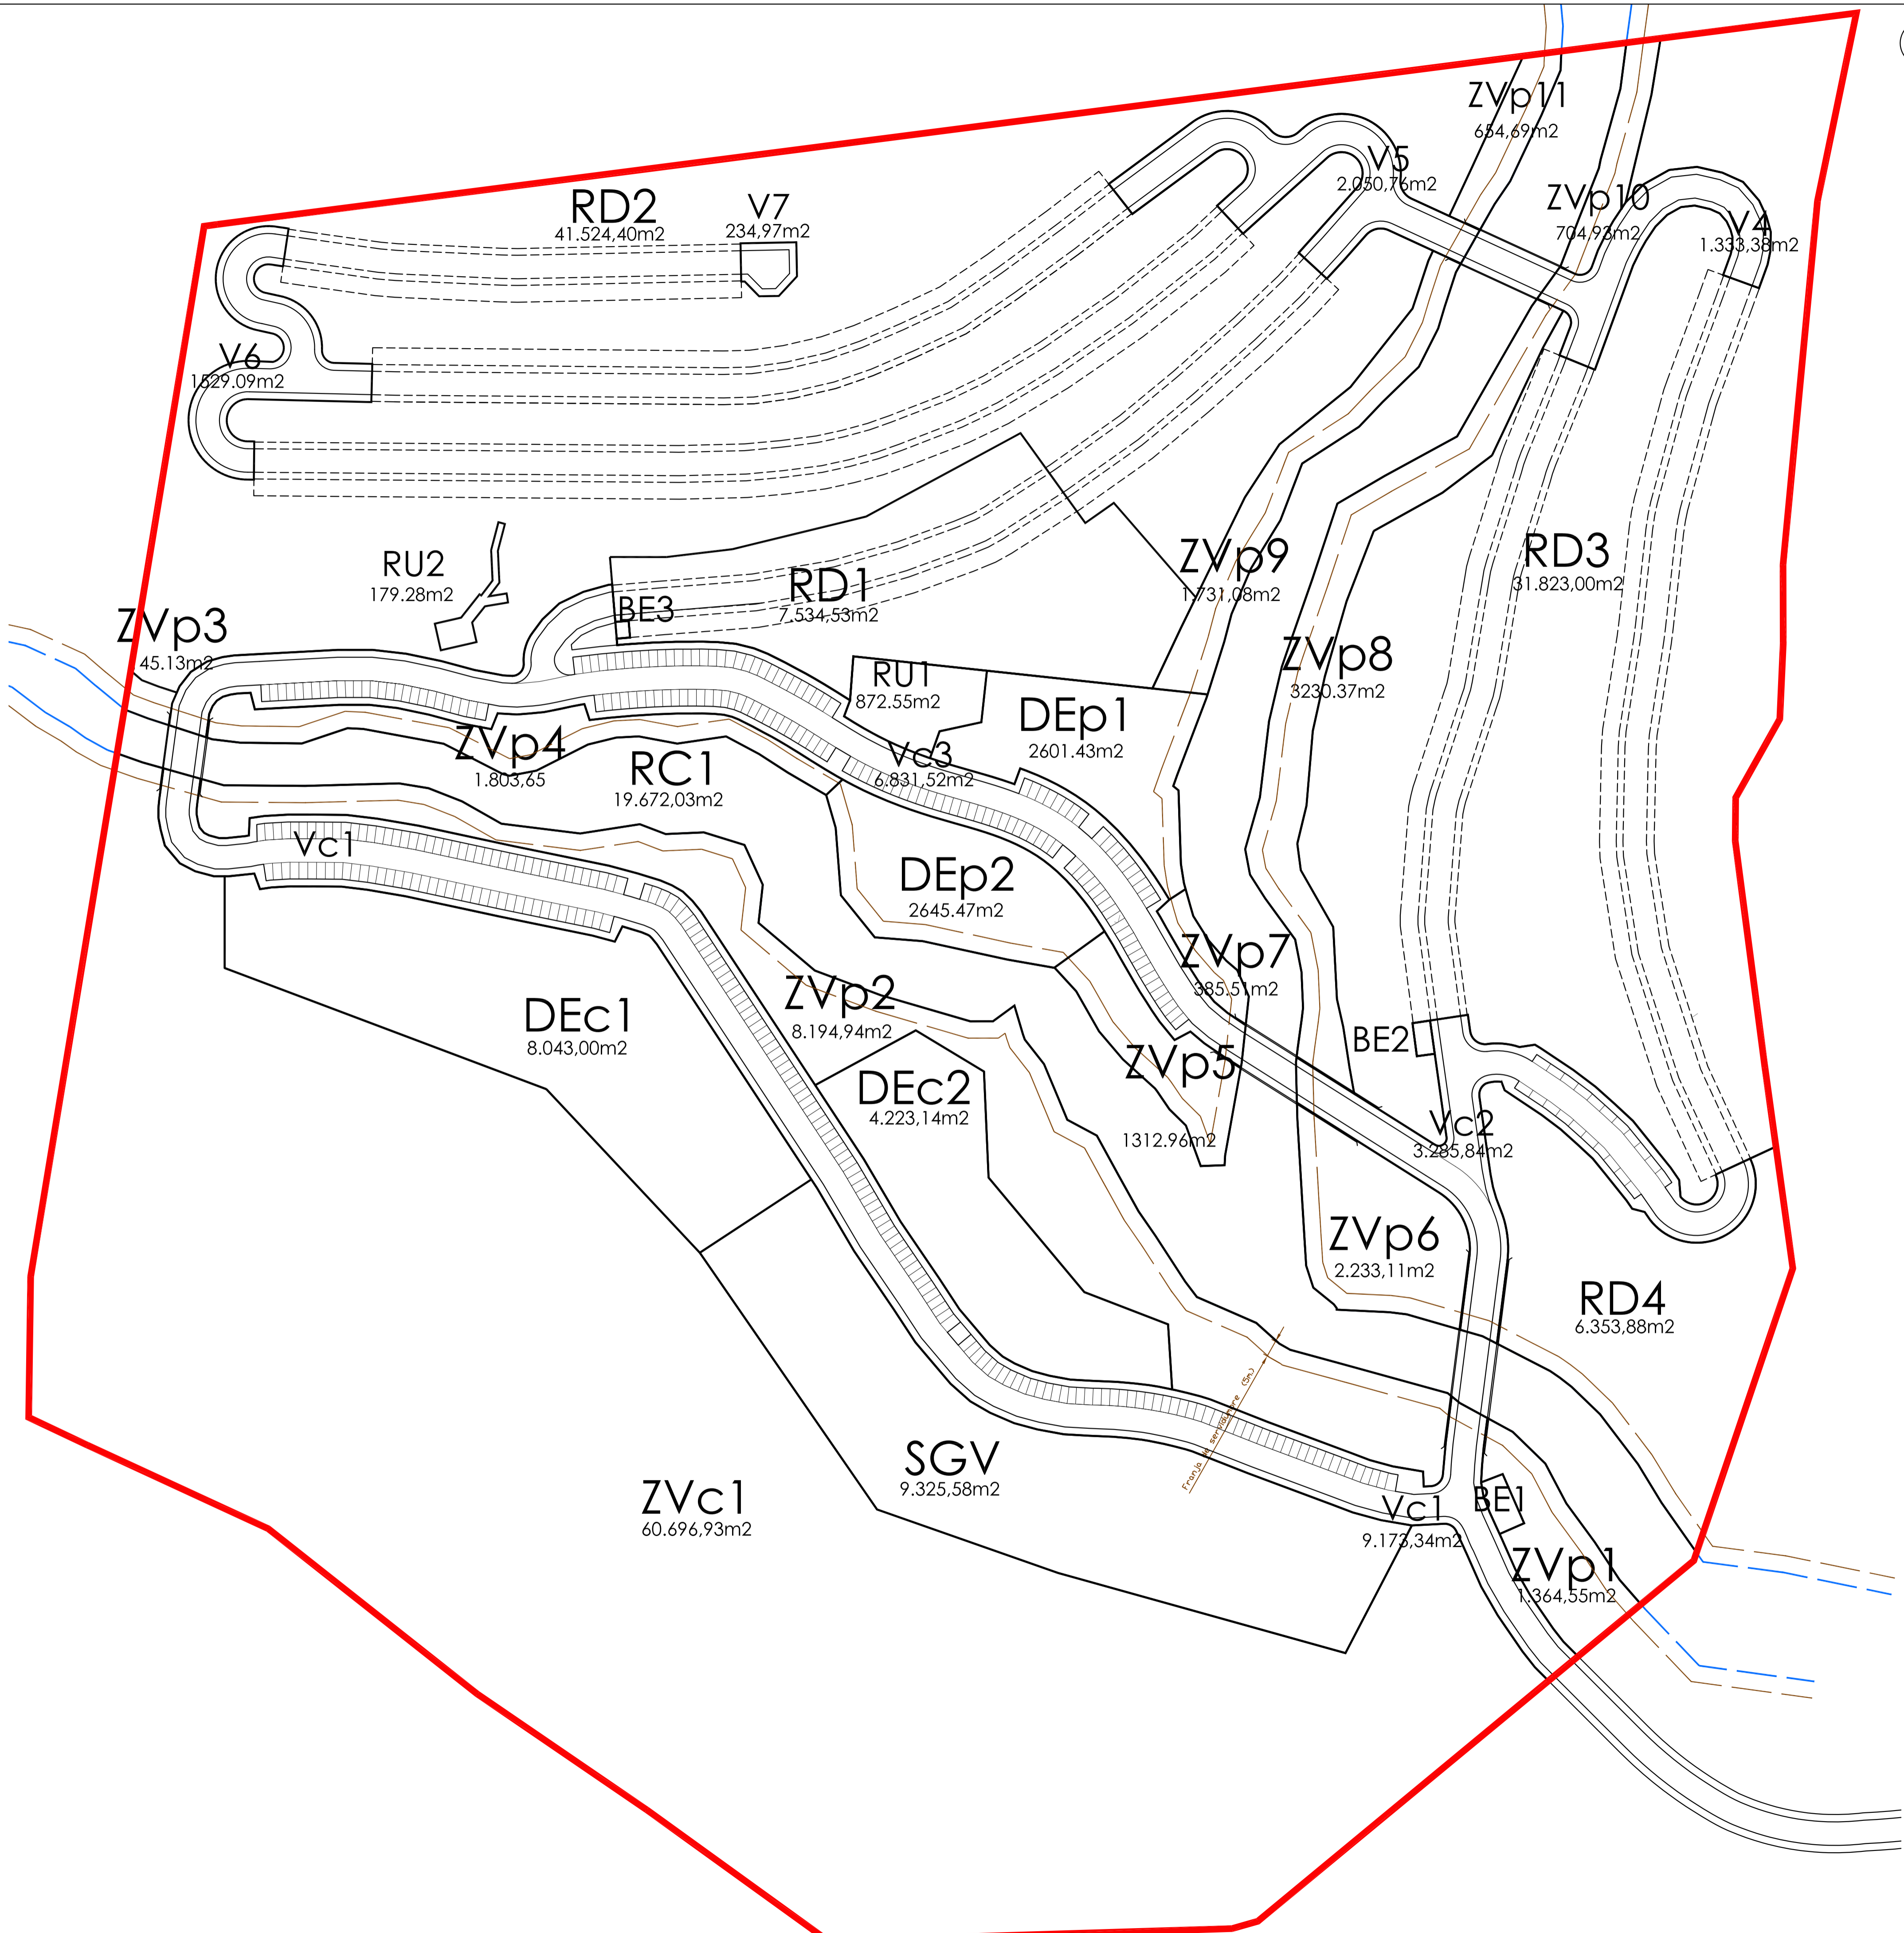 ZVp11
654,69m2
V5
2.050,76m2
ZVp10
704,93m2
V4
1.333,38m2
RD2
41.524,40m2
V7
234,97m2
V6
1529.09m2
RU2
179.28m2
BE3
RD1
7.534,53m2
ZVp9
1.731,08m2
RD3
31.823,00m2
ZVp3
45.13m2
RU1
872.55m2
ZVp8
3230.37m2
DEp1
2601.43m2
ZVp4
1.803,65
RC1
19.672,03m2
Vc3
6.831,52m2
Vc1
DEp2
2645.47m2
ZVp7
385.51m2
DEc1
8.043,00m2
ZVp2
8.194,94m2
BE2
ZVp5
1312.96m2
DEc2
4.223,14m2
Vc2
3.285,84m2
ZVp6
2.233,11m2
RD4
6.353,88m2
Franja de servidumbre (5m)
SGV
9.325,58m2
ZVc1
60.696,93m2
Vc1
9.173,34m2
BE1
ZVp1
1.364,55m2